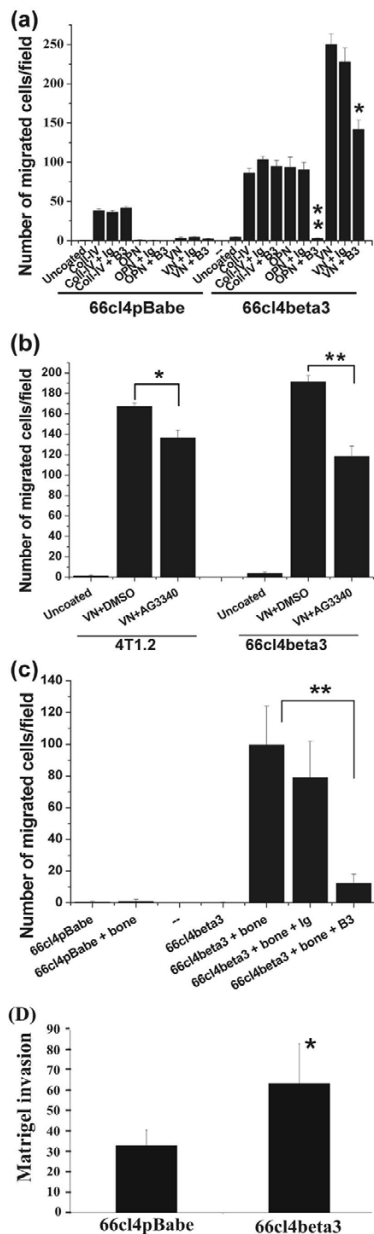 (a)
Number of migrated cells/field
250
200
150
100
50
0
*
**
Uncoated
Coll-IV
Coll-IV + Ig
Coll-IV + B3
OPN
OPN + Ig
OPN + B3
VN
VN + Ig
VN + B3
--
Uncoated
Coll-IV
Coll-IV + Ig
Coll-IV + B3
OPN
OPN + Ig
OPN + B3
VN
VN + Ig
VN + B3
66cl4pBabe
66cl4beta3
(b)
Number of migrated cells/field
200
180
160
140
120
100
80
60
40
20
0
*
**
Uncoated
VN+DMSO
VN+AG3340
Uncoated
VN+DMSO
VN+AG3340
4T1.2
66cl4beta3
(c)
Number of migrated cells/field
140
120
100
80
60
40
20
0
**
66cl4pBabe
66cl4pBabe + bone
--
66cl4beta3
66cl4beta3 + bone
66cl4beta3 + bone + Ig
66cl4beta3 + bone + B3
(D)
Matrigel invasion
90
80
70
60
50
40
30
20
10
0
*
66cl4pBabe
66cl4beta3